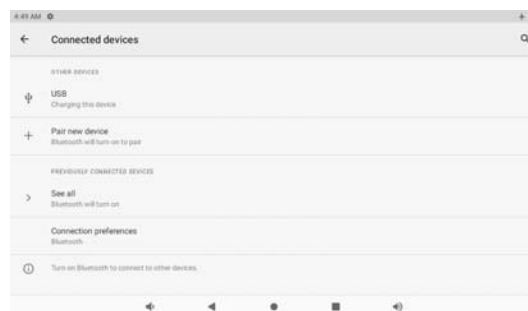 4:49 AM
Connected devices
OTHER DEVICES
USB
Charging this device
Pair new device
Bluetooth will turn on to pair
PREVIOUSLY CONNECTED DEVICES
See all
Bluetooth will turn on
Connection preferences
Bluetooth
Turn on Bluetooth to connect to other devices.